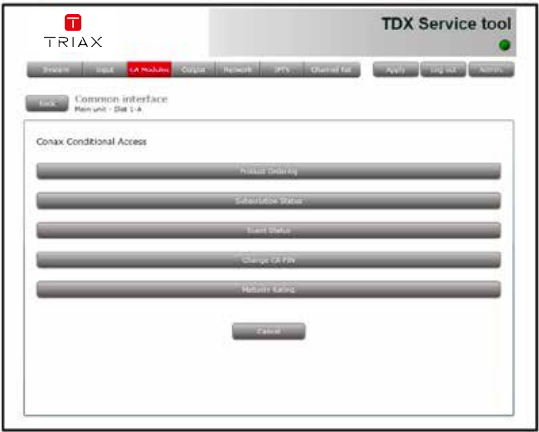 TRIAX
TDX Service tool
System Input CA Modules Output Network IPTV Channel list Apply Log out Admin
Back
Common interface
Main unit - Slot 1-A
Conax Conditional Access
Product Ordering
Subscription Status
Event Status
Change CA PIN
Maturity Rating
Cancel